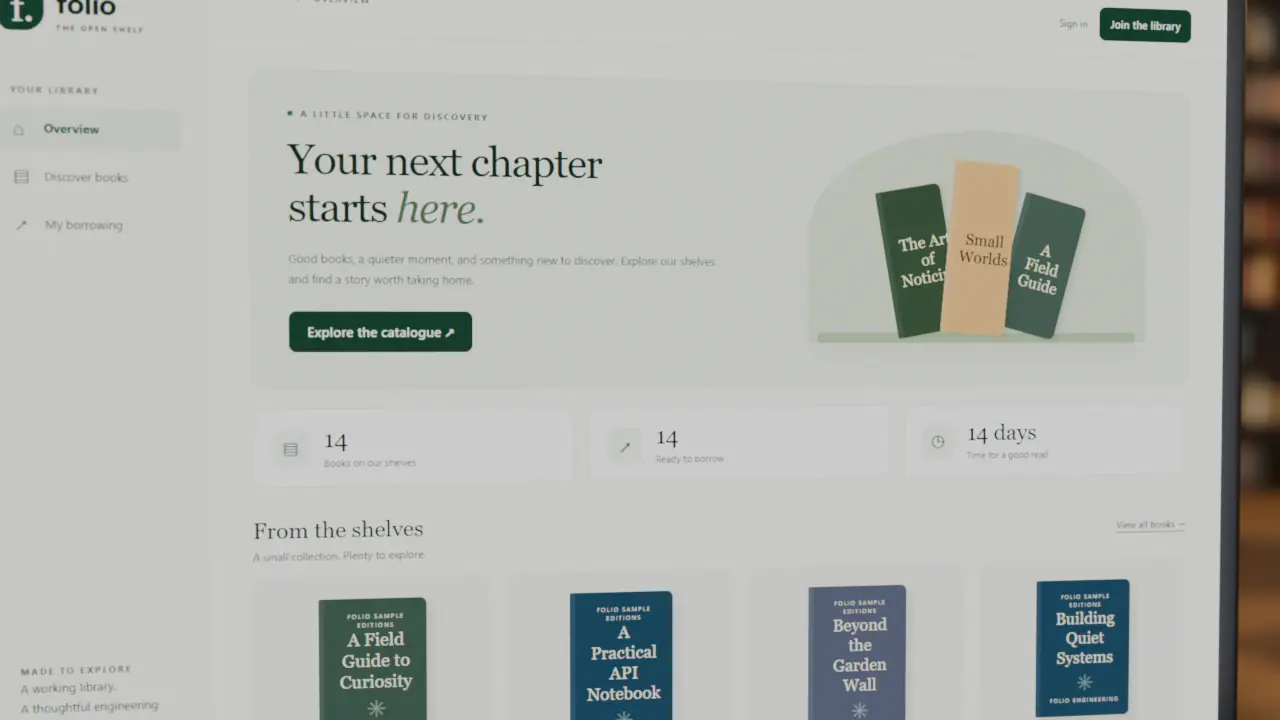 f.
folio
THE OPEN SHELF
OVERVIEW
Sign in
Join the library
YOUR LIBRARY
Overview
Discover books
My borrowing
A LITTLE SPACE FOR DISCOVERY
Your next chapter
starts here.
Good books, a quieter moment, and something new to discover. Explore our shelves
and find a story worth taking home.
Explore the catalogue ↗
The Art
of
Noticin
Small
Worlds
A
Field
Guide
14
Books on our shelves
14
Ready to borrow
14 days
Time for a good read
From the shelves
A small collection. Plenty to explore.
View all books →
FOLIO SAMPLE
EDITIONS
A Field
Guide to
Curiosity
FOLIO SAMPLE
EDITIONS
A
Practical
API
Notebook
FOLIO SAMPLE
EDITIONS
Beyond
the
Garden
Wall
FOLIO SAMPLE
EDITIONS
Building
Quiet
Systems
FOLIO ENGINEERING
MADE TO EXPLORE
A working library.
A thoughtful engineering